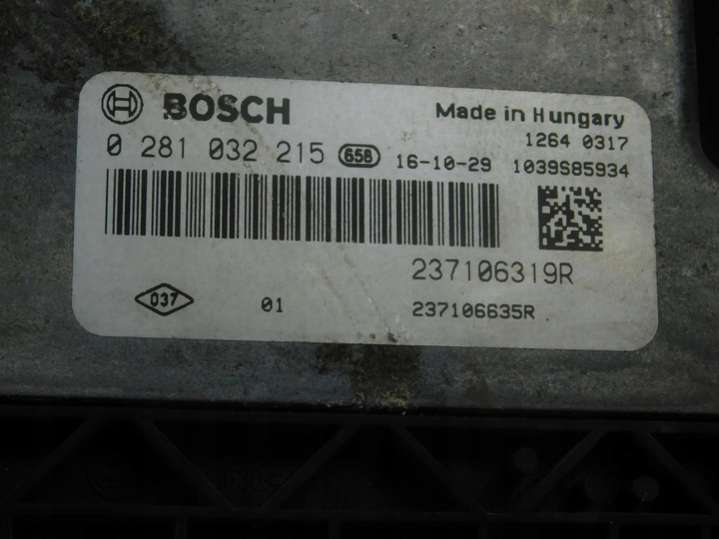 BOSCH Made in Hungary
1264 0317
0 281 032 215 658 16-10-29 1039S85934
237106319R
037 01 237106635R